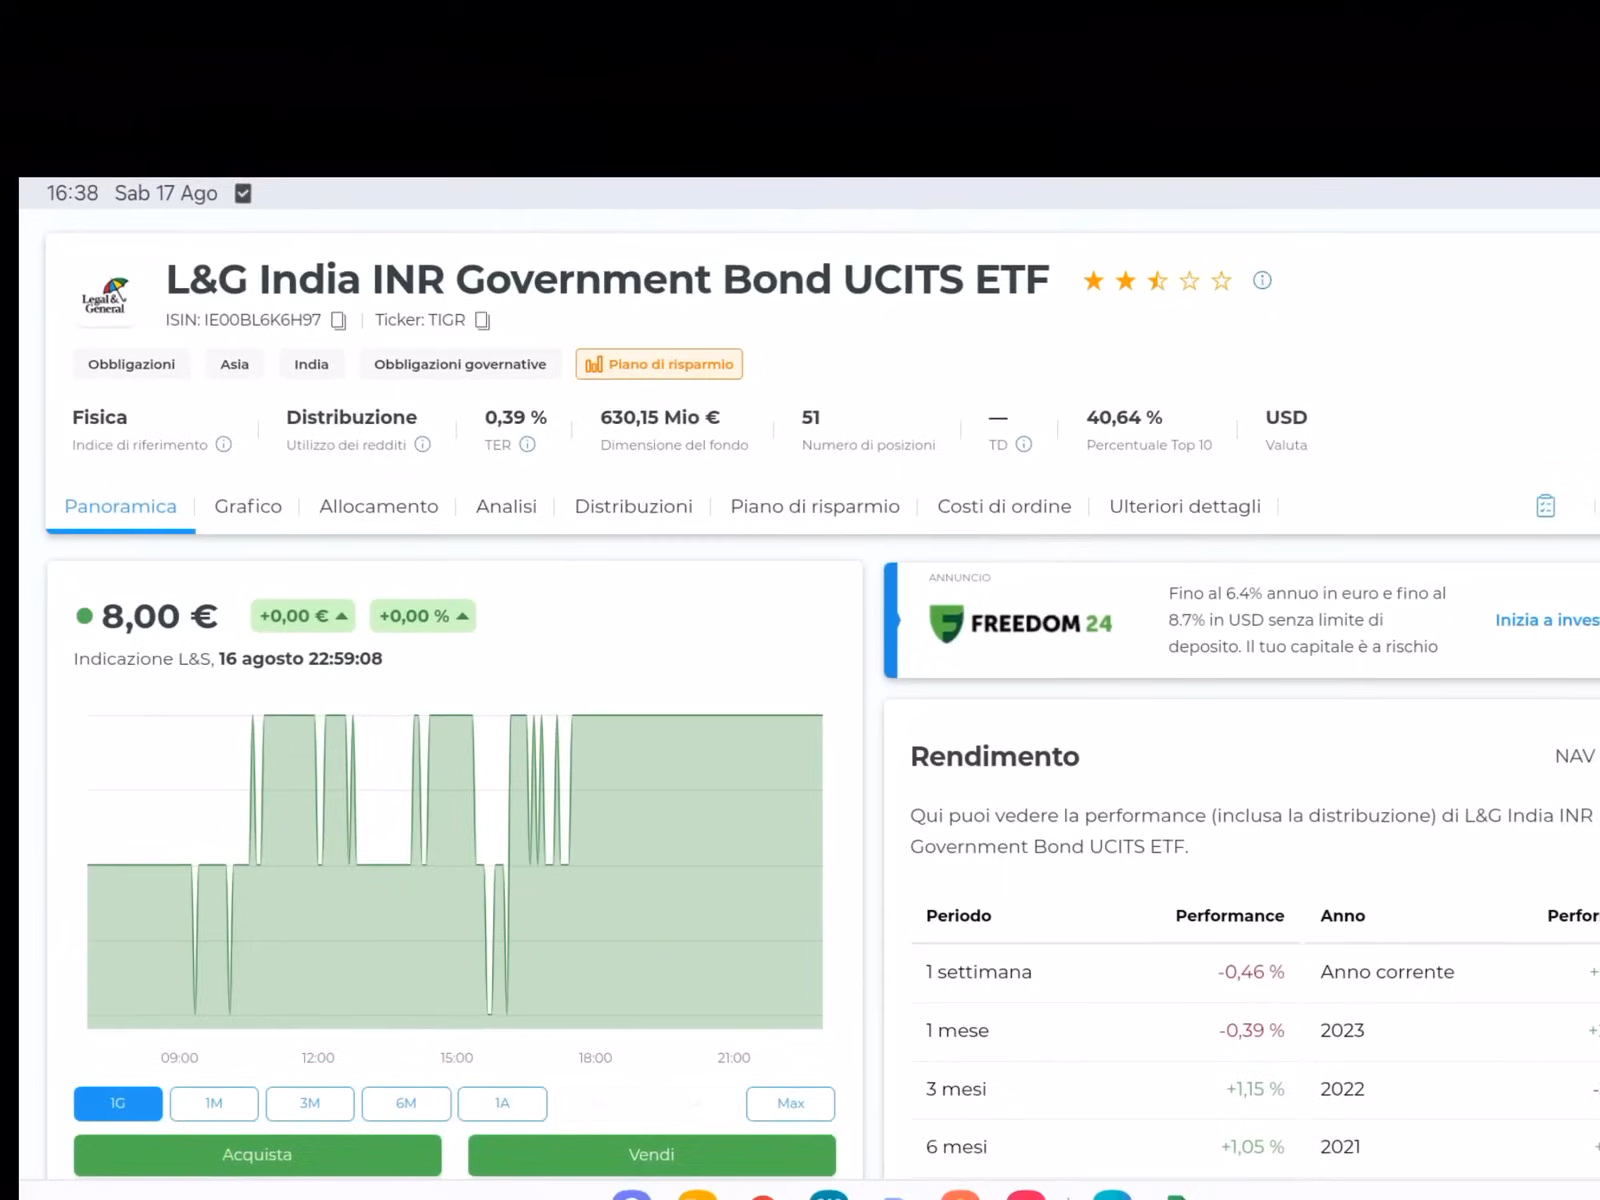 16:38 Sab 17 Ago
Legal &
General
L&G India INR Government Bond UCITS ETF
ISIN: IE00BL6K6H97 Ticker: TIGR
Obbligazioni Asia India Obbligazioni governative Piano di risparmio
Fisica Distribuzione 0,39 % 630,15 Mio € 51 — 40,64 % USD
Indice di riferimento Utilizzo dei redditi TER Dimensione del fondo Numero di posizioni TD Percentuale Top 10 Valuta
Panoramica Grafico Allocamento Analisi Distribuzioni Piano di risparmio Costi di ordine Ulteriori dettagli
8,00 € +0,00 € +0,00 %
Indicazione L&S, 16 agosto 22:59:08
09:00 12:00 15:00 18:00 21:00
1G 1M 3M 6M 1A Max
Acquista Vendi
ANNUNCIO
FREEDOM 24
Fino al 6.4% annuo in euro e fino al
8.7% in USD senza limite di
deposito. Il tuo capitale è a rischio
Inizia a inves
Rendimento NAV
Qui puoi vedere la performance (inclusa la distribuzione) di L&G India INR
Government Bond UCITS ETF.
Periodo Performance Anno Perfor
1 settimana -0,46 % Anno corrente +
1 mese -0,39 % 2023 +
3 mesi +1,15 % 2022 -
6 mesi +1,05 % 2021